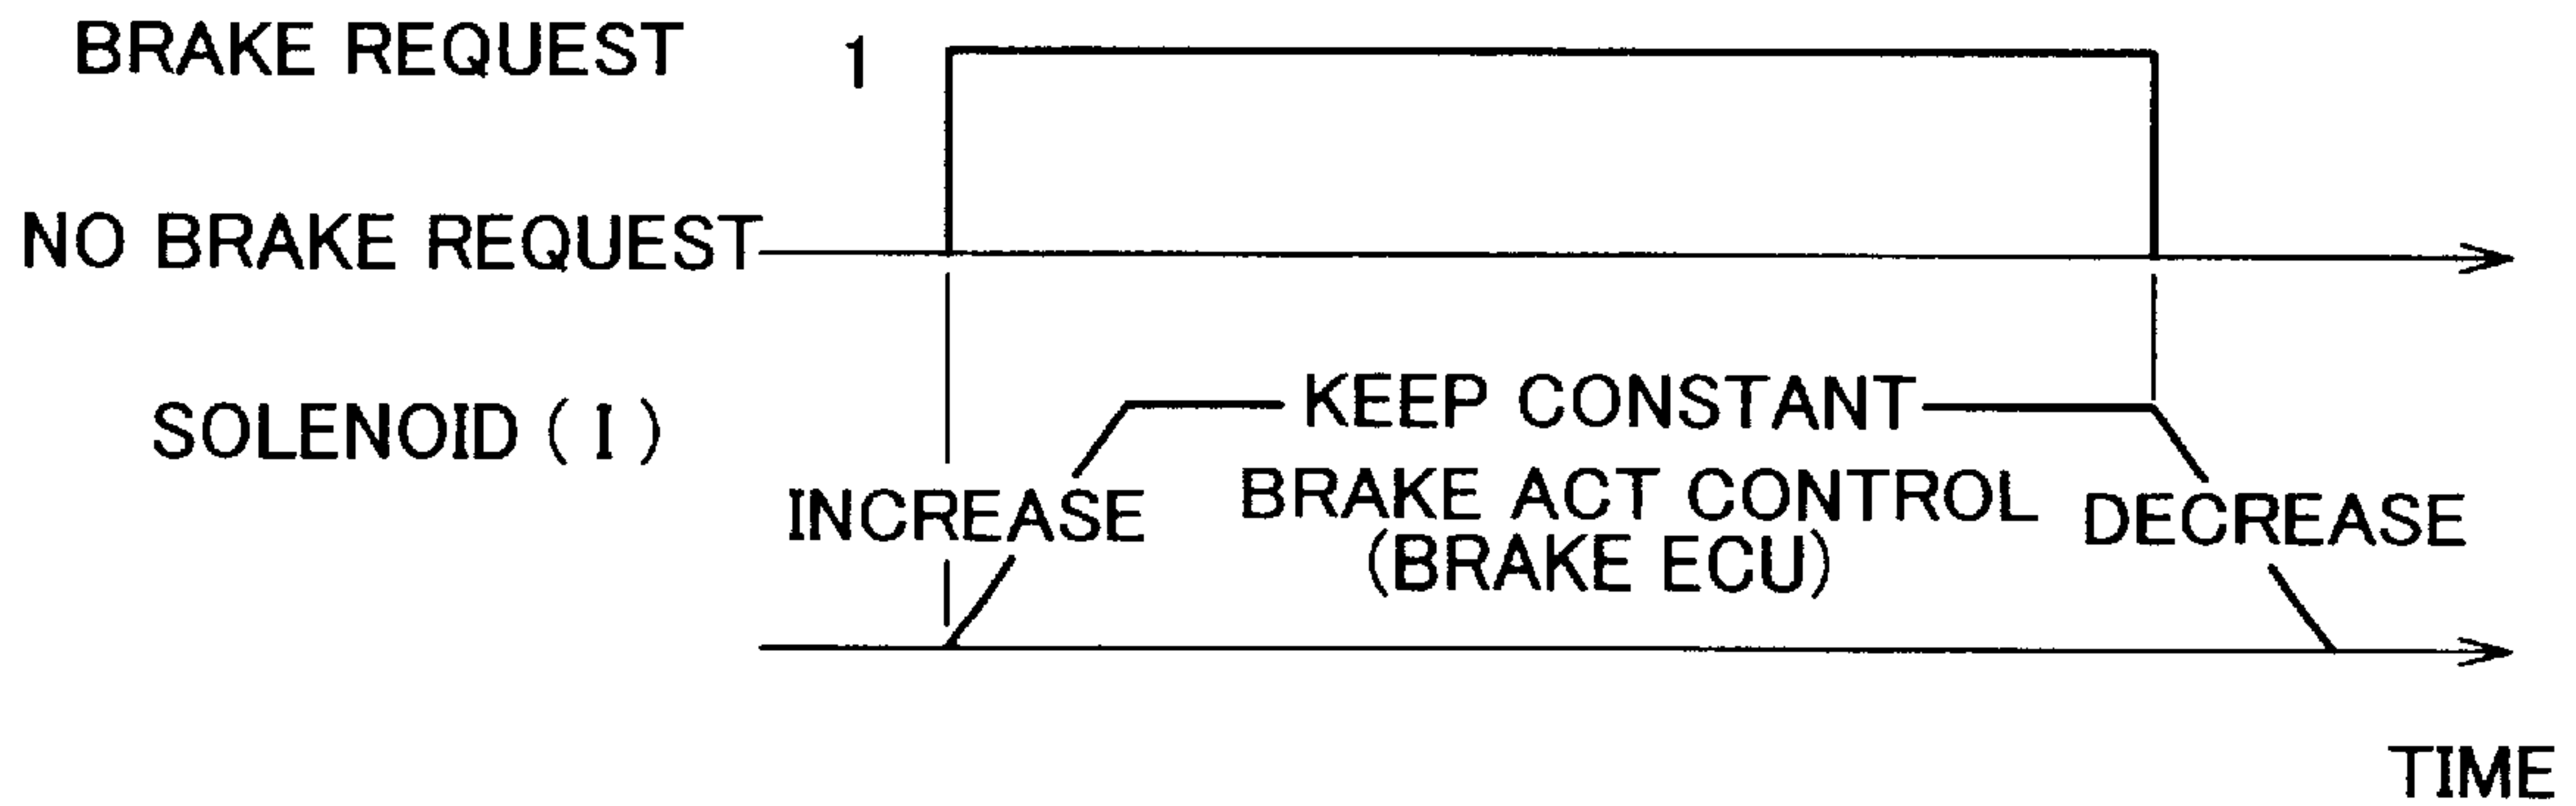 BRAKE REQUEST 1
NO BRAKE REQUEST
SOLENOID ( I )
KEEP CONSTANT
INCREASE
BRAKE ACT CONTROL
(BRAKE ECU)
DECREASE
TIME